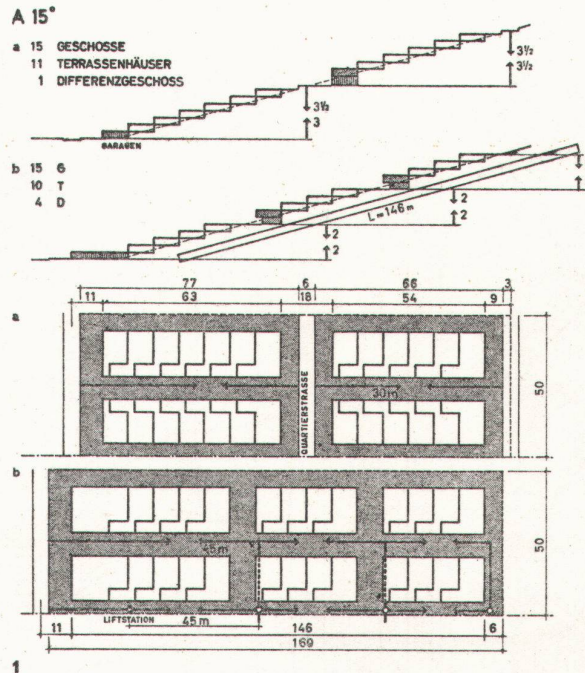 A 15°
a 15 GESCHOSSE
11 TERRASSENHÄUSER
1 DIFFERENZGESCHOSS
3½
3½
3½
3
GARAGEN
b 15 G
10 T
4 D
L=146m
2
2
2
2
77 6 66 3
11 63 18 54 9
a
QUARTIERSTRASSE
30m
50
b
45m
50
LIFTSTATION 45m
11 146 6
169
1